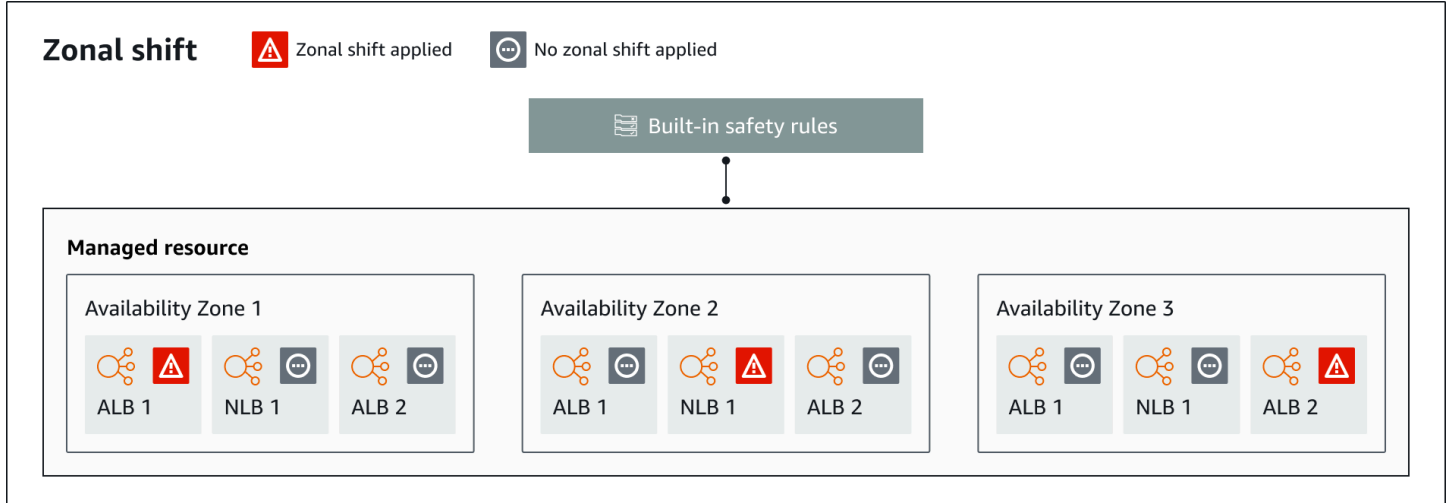 Zonal shift
Zonal shift applied
No zonal shift applied
Built-in safety rules
Managed resource
Availability Zone 1
ALB 1
NLB 1
ALB 2
Availability Zone 2
ALB 1
NLB 1
ALB 2
Availability Zone 3
ALB 1
NLB 1
ALB 2